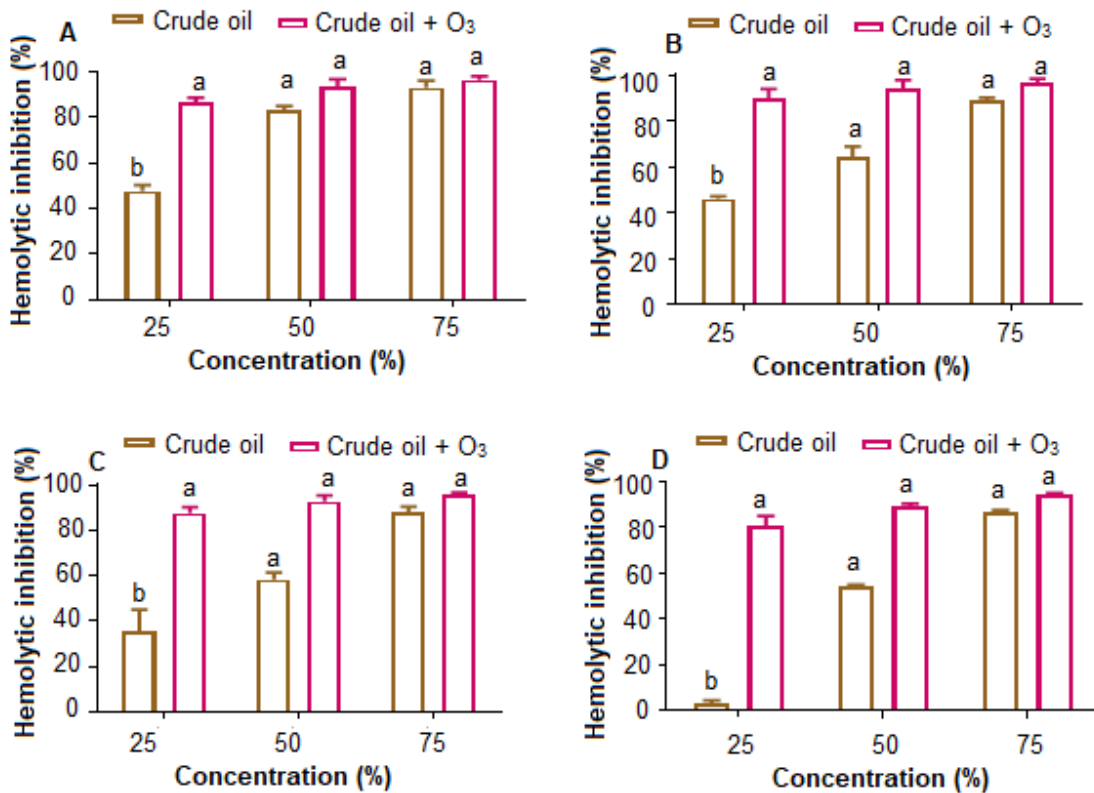 Crude oil Crude oil + O₃
A
Hemolytic inhibition (%)
100
80
60
40
20
0
b a a a a a
25 50 75
Concentration (%)
Crude oil Crude oil + O₃
B
Hemolytic inhibition (%)
100
80
60
40
20
0
b a a a a a
25 50 75
Concentration (%)
Crude oil Crude oil + O₃
C
Hemolytic inhibition (%)
100
80
60
40
20
0
b a a a a a
25 50 75
Concentration (%)
Crude oil Crude oil + O₃
D
Hemolytic inhibition (%)
100
80
60
40
20
0
b a a a a a
25 50 75
Concentration (%)